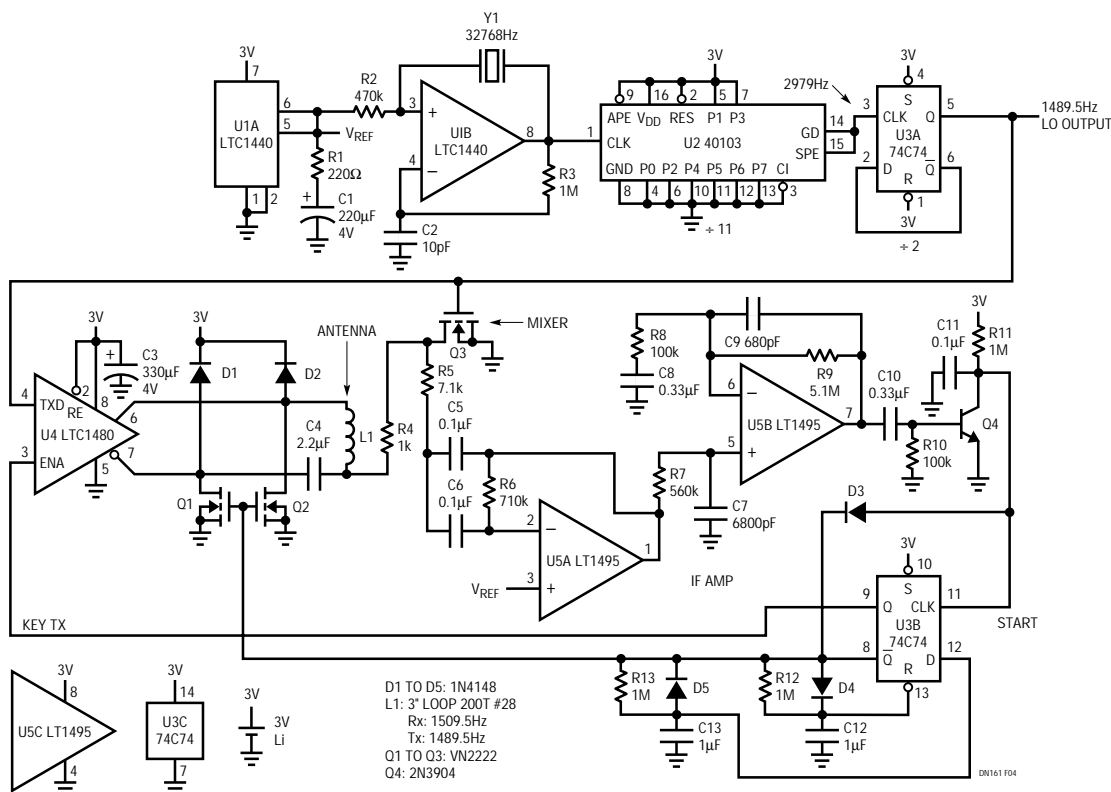 Y1
32768Hz
3V
7
R2
470k
6
5
U1A
LTC1440
VREF
R1
220Ω
+
C1
220µF
4V
1
2
3
+
4
–
UIB
LTC1440
8
R3
1M
C2
10pF
3V
9
16
2
5
7
APE VDD RES P1 P3
1
CLK
U2 40103
GD
14
SPE
15
GND P0 P2 P4 P5 P6 P7 CI
8
4
6
10
11
12
13
3
÷ 11
2979Hz
3V
4
S
3
CLK
Q
5
U3A
74C74
2
D
Q
6
R
1
3V
÷ 2
1489.5Hz
LO OUTPUT
3V
C3
330µF
4V
+
2
RE
8
4
TXD
6
U4 LTC1480
3
ENA
7
5
3V
D1
D2
ANTENNA
C4
2.2µF
L1
R4
1k
Q1
Q2
Q3
MIXER
R5
7.1k
C5
0.1µF
C6
0.1µF
R6
710k
2
–
U5A LT1495
1
VREF
3
+
R7
560k
C7
6800pF
IF AMP
R8
100k
C8
0.33µF
C9 680pF
R9
5.1M
6
–
U5B LT1495
7
5
+
C10
0.33µF
R10
100k
3V
C11
0.1µF
R11
1M
Q4
D3
3V
10
S
9
Q
CLK
11
U3B
74C74
8
Q
D
12
R
13
START
KEY TX
R13
1M
D5
C13
1µF
R12
1M
D4
C12
1µF
3V
8
U5C LT1495
4
3V
14
U3C
74C74
7
3V
3V
Li
D1 TO D5: 1N4148
L1: 3" LOOP 200T #28
Rx: 1509.5Hz
Tx: 1489.5Hz
Q1 TO Q3: VN2222
Q4: 2N3904
DN161 F04